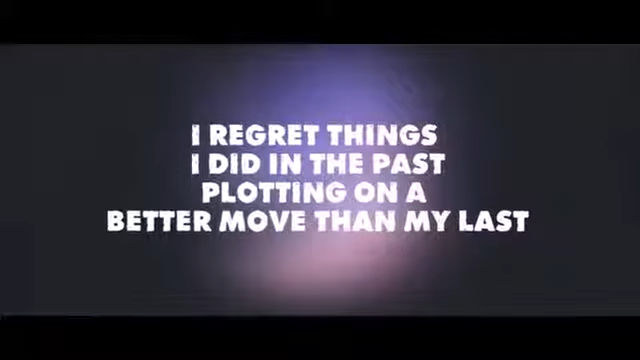 I REGRET THINGS
I DID IN THE PAST
PLOTTING ON A
BETTER MOVE THAN MY LAST